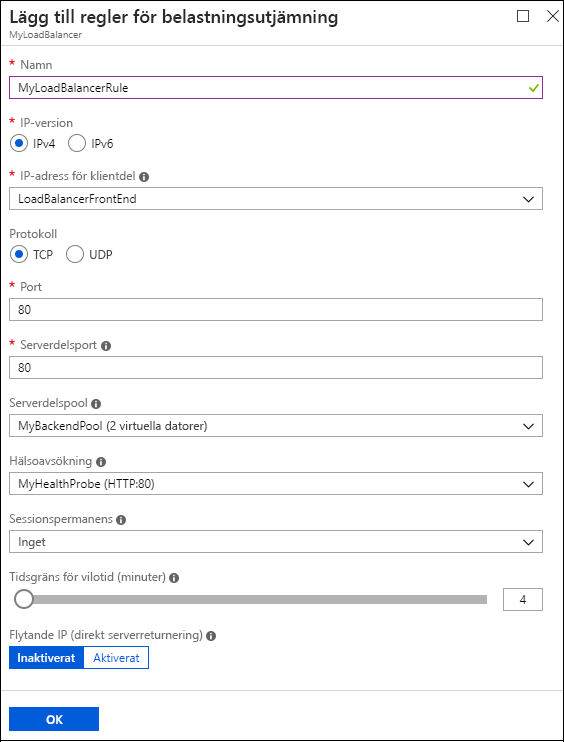 Lägg till regler för belastningsutjämning
MyLoadBalancer
* Namn
MyLoadBalancerRule
* IP-version
IPv4 IPv6
* IP-adress för klientdel
LoadBalancerFrontEnd
Protokoll
TCP UDP
* Port
80
* Serverdelsport
80
Serverdelspool
MyBackendPool (2 virtuella datorer)
Hälsoavsökning
MyHealthProbe (HTTP:80)
Sessionspermanens
Inget
Tidsgräns för vilotid (minuter)
4
Flytande IP (direkt serverreturnering)
Inaktiverat Aktiverat
OK